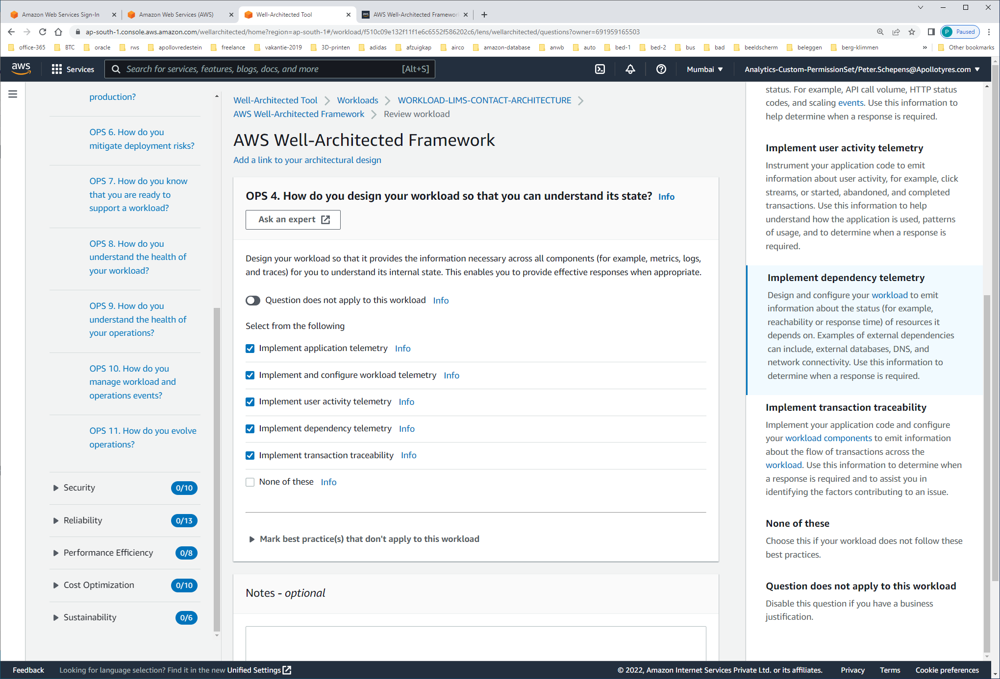 Amazon Web Services Sign-In
Amazon Web Services (AWS)
Well-Architected Tool
AWS Well-Architected Framewor
ap-south-1.console.aws.amazon.com/wellarchitected/home?region=ap-south-1#/workload/f510c09e132f11f1e6c6552f586202c6/lens/wellarchitected/questions?owner=691959165503
P Paused
office-365 BTC oracle rws apollovredestein freelance vakantie-2019 3D-printen adidas afzuigkap airco amazon-database anwb auto bed-1 bed-2 bus bad beeldscherm beleggen berg-klimmen » Other bookmarks
aws Services Search for services, features, blogs, docs, and more [Alt+S] Mumbai Analytics-Custom-PermissionSet/Peter.Schepens@Apollotyres.com
production?
OPS 6. How do you
mitigate deployment risks?
OPS 7. How do you know
that you are ready to
support a workload?
OPS 8. How do you
understand the health of
your workload?
OPS 9. How do you
understand the health of
your operations?
OPS 10. How do you
manage workload and
operations events?
OPS 11. How do you evolve
operations?
Security 0/10
Reliability 0/13
Performance Efficiency 0/8
Cost Optimization 0/10
Sustainability 0/6
Well-Architected Tool Workloads WORKLOAD-LIMS-CONTACT-ARCHITECTURE
AWS Well-Architected Framework Review workload
AWS Well-Architected Framework
Add a link to your architectural design
OPS 4. How do you design your workload so that you can understand its state? Info
Ask an expert
Design your workload so that it provides the information necessary across all components (for example, metrics, logs,
and traces) for you to understand its internal state. This enables you to provide effective responses when appropriate.
Question does not apply to this workload Info
Select from the following
Implement application telemetry Info
Implement and configure workload telemetry Info
Implement user activity telemetry Info
Implement dependency telemetry Info
Implement transaction traceability Info
None of these Info
Mark best practice(s) that don't apply to this workload
Notes - optional
status. For example, API call volume, HTTP status
codes, and scaling events. Use this information to
help determine when a response is required.
Implement user activity telemetry
Instrument your application code to emit
information about user activity, for example, click
streams, or started, abandoned, and completed
transactions. Use this information to help
understand how the application is used, patterns
of usage, and to determine when a response is
required.
Implement dependency telemetry
Design and configure your workload to emit
information about the status (for example,
reachability or response time) of resources it
depends on. Examples of external dependencies
can include, external databases, DNS, and
network connectivity. Use this information to
determine when a response is required.
Implement transaction traceability
Implement your application code and configure
your workload components to emit information
about the flow of transactions across the
workload. Use this information to determine when
a response is required and to assist you in
identifying the factors contributing to an issue.
None of these
Choose this if your workload does not follow these
best practices.
Question does not apply to this workload
Disable this question if you have a business
justification.
Feedback Looking for language selection? Find it in the new Unified Settings © 2022, Amazon Internet Services Private Ltd. or its affiliates. Privacy Terms Cookie preferences